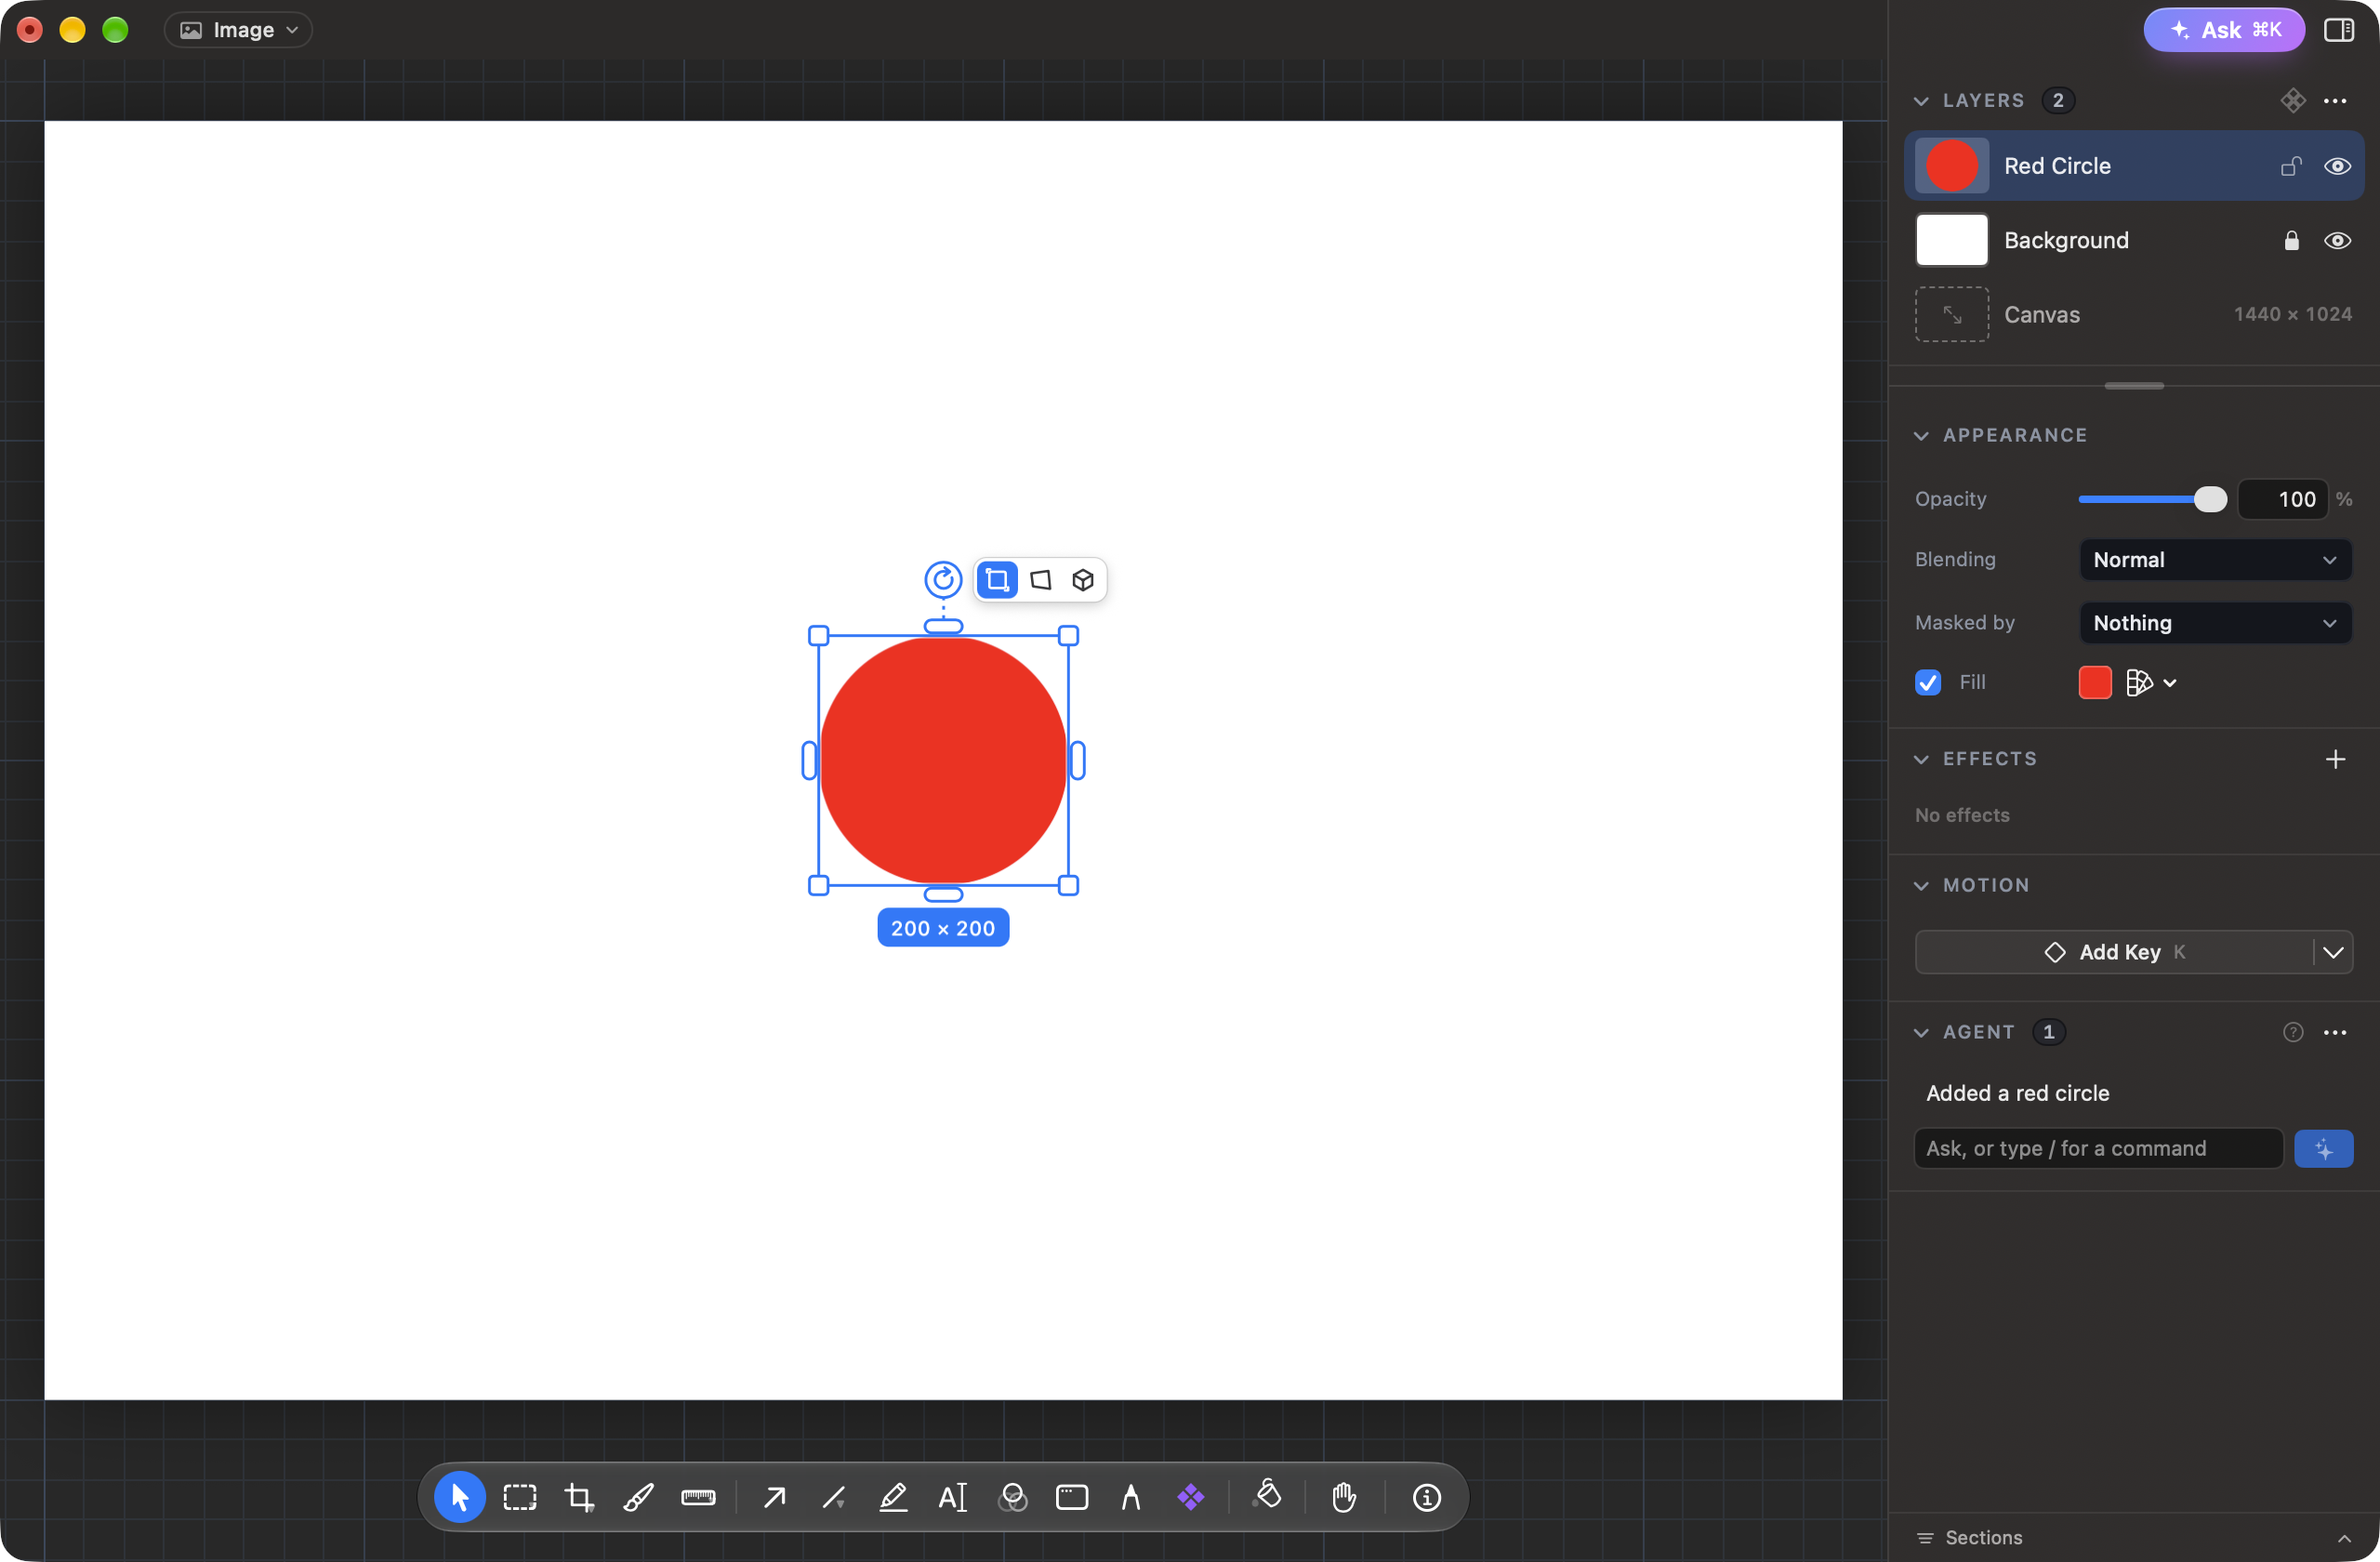 Image
Ask ⌘K
LAYERS 2
Red Circle
Background
Canvas 1440 × 1024
APPEARANCE
Opacity 100 %
Blending Normal
Masked by Nothing
Fill
EFFECTS
No effects
MOTION
Add Key K
AGENT 1
Added a red circle
Ask, or type / for a command
200 × 200
Sections